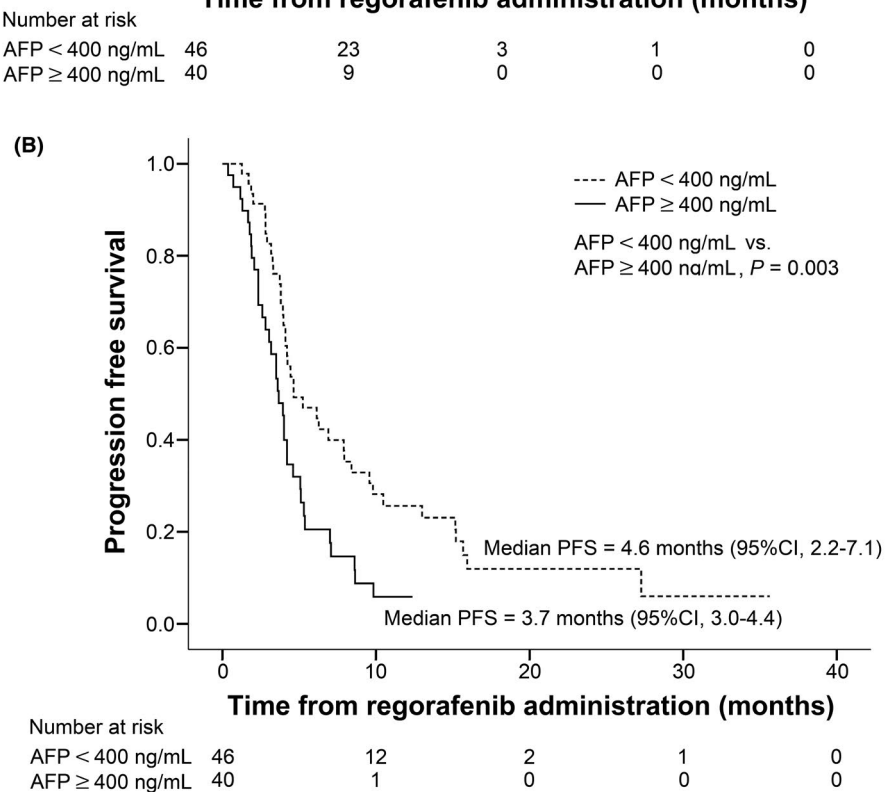 Time from regorafenib administration (months)
Number at risk
AFP < 400 ng/mL 46 23 3 1 0
AFP ≥ 400 ng/mL 40 9 0 0 0
(B)
1.0
0.8
0.6
0.4
0.2
0.0
Progression free survival
AFP < 400 ng/mL
AFP ≥ 400 ng/mL
AFP < 400 ng/mL vs.
AFP ≥ 400 ng/mL, P = 0.003
Median PFS = 4.6 months (95%CI, 2.2-7.1)
Median PFS = 3.7 months (95%CI, 3.0-4.4)
0 10 20 30 40
Time from regorafenib administration (months)
Number at risk
AFP < 400 ng/mL 46 12 2 1 0
AFP ≥ 400 ng/mL 40 1 0 0 0